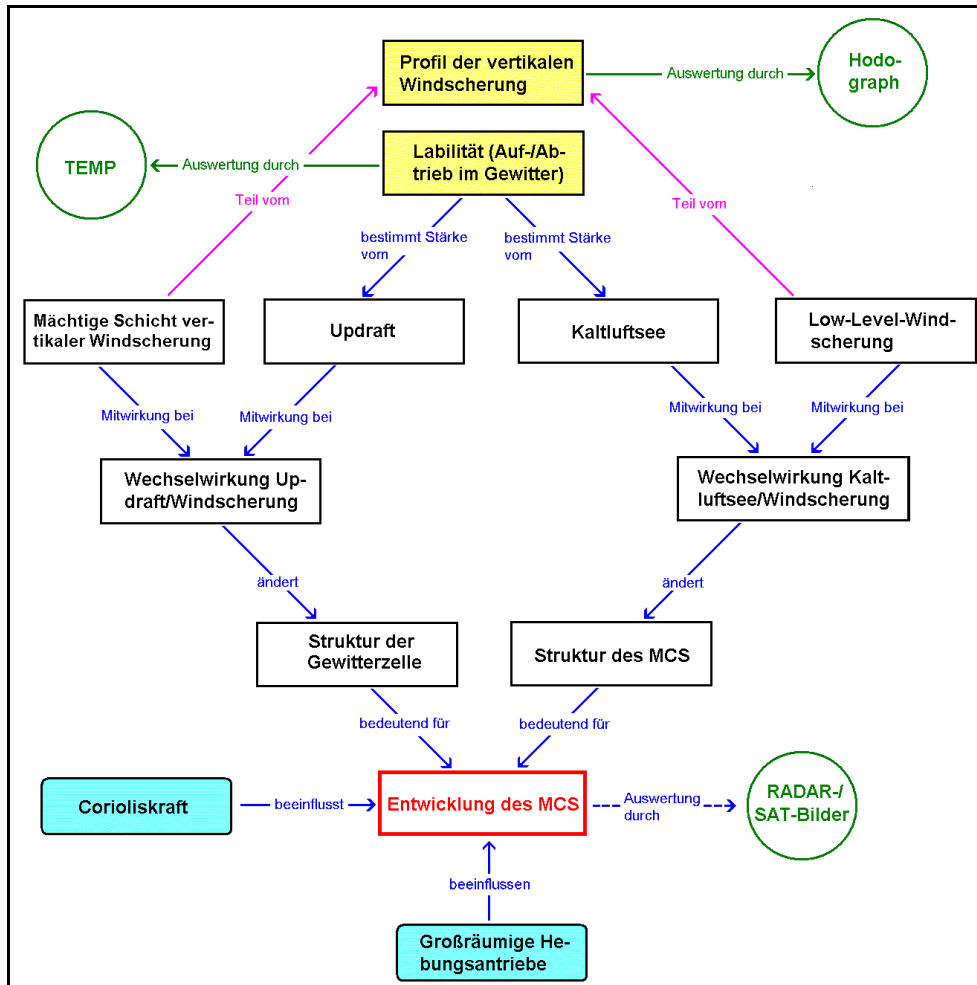 Profil der vertikalen
Windscherung
Auswertung durch
Hodo-
graph
TEMP
Auswertung durch
Labilität (Auf-/Ab-
trieb im Gewitter)
Teil vom
Teil vom
bestimmt Stärke
vom
bestimmt Stärke
vom
Mächtige Schicht ver-
tikaler Windscherung
Updraft
Kaltluftsee
Low-Level-Wind-
scherung
Mitwirkung bei
Mitwirkung bei
Mitwirkung bei
Mitwirkung bei
Wechselwirkung Up-
draft/Windscherung
Wechselwirkung Kalt-
luftsee/Windscherung
ändert
ändert
Struktur der
Gewitterzelle
Struktur des MCS
bedeutend für
bedeutend für
Corioliskraft
beeinflusst
Entwicklung des MCS
Auswertung
durch
RADAR-/
SAT-Bilder
beeinflussen
Großräumige He-
bungsantriebe